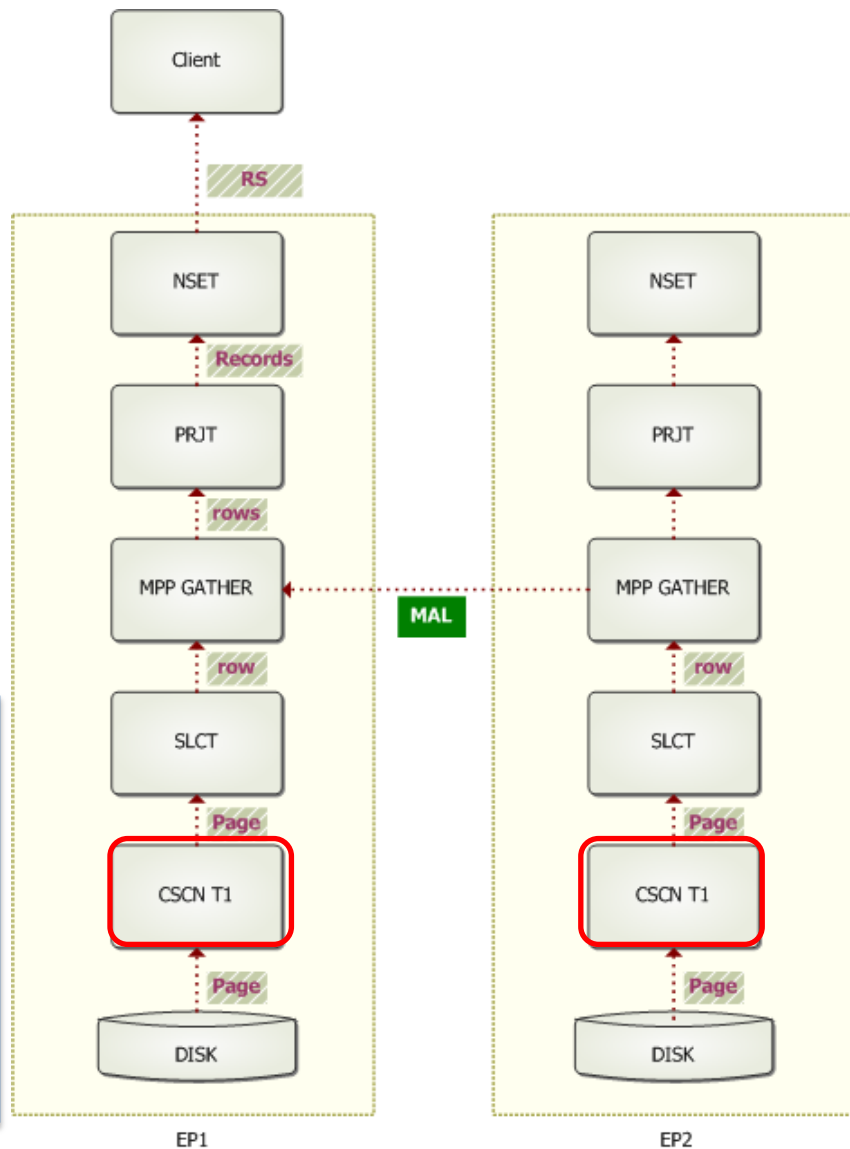 Client
RS
NSET
Records
PRJT
rows
MPP GATHER
row
SLCT
Page
CSCN T1
Page
DISK
EP1
MAL
NSET
PRJT
MPP GATHER
row
SLCT
Page
CSCN T1
Page
DISK
EP2